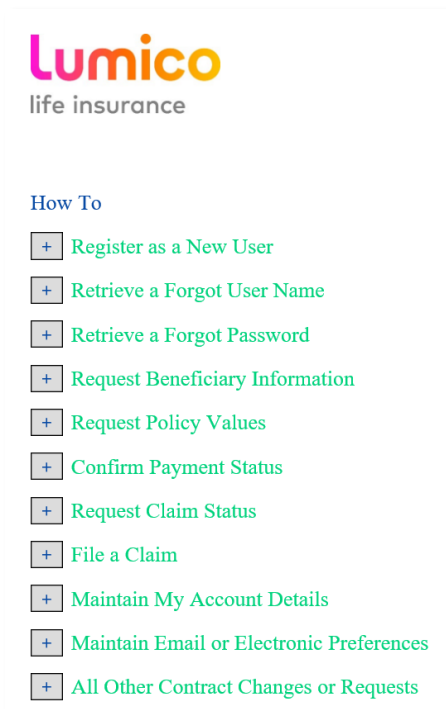 Lumico
life insurance
How To
+ Register as a New User
+ Retrieve a Forgot User Name
+ Retrieve a Forgot Password
+ Request Beneficiary Information
+ Request Policy Values
+ Confirm Payment Status
+ Request Claim Status
+ File a Claim
+ Maintain My Account Details
+ Maintain Email or Electronic Preferences
+ All Other Contract Changes or Requests